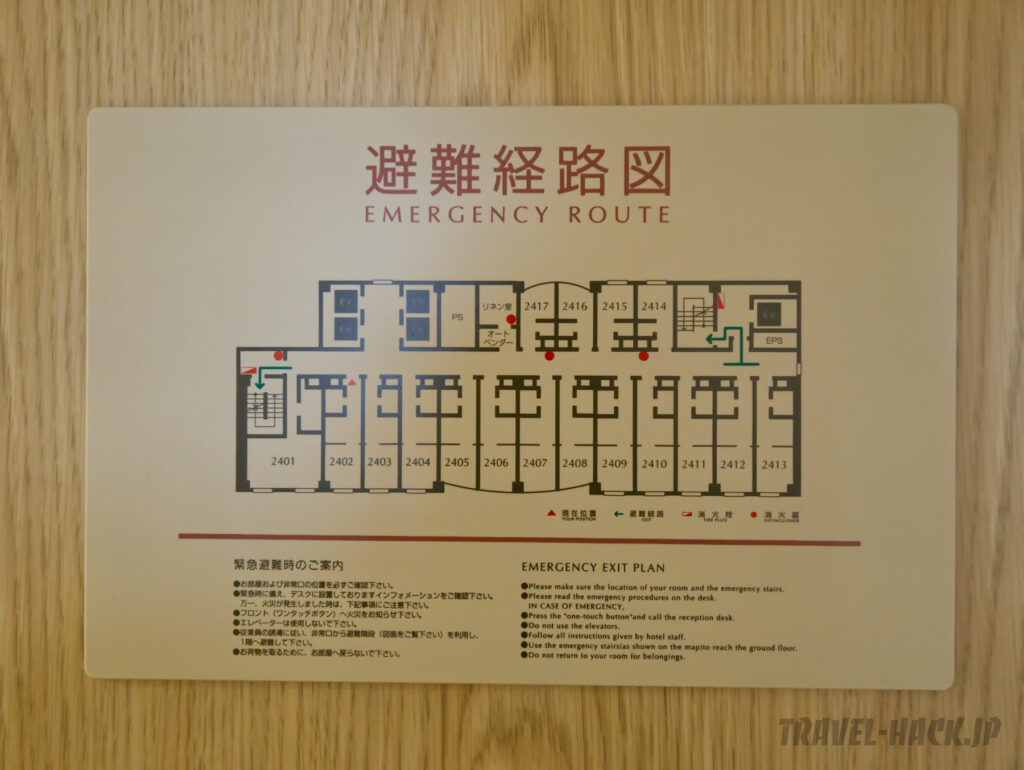 避難経路図
EMERGENCY ROUTE
EV
EV
EV
EV
PS
リネン室
オート
ベンダー
2417
2416
2415
2414
EV
EPS
2401
2402
2403
2404
2405
2406
2407
2408
2409
2410
2411
2412
2413
現在位置
YOUR POSITION
避難経路
EXIT
消火栓
FIRE PLUG
消火器
EXTINGUISHER
緊急避難時のご案内
●お部屋および非常口の位置を必ずご確認下さい。
●緊急時に備え、デスクに設置しておりますインフォメーションをご確認下さい。
万一、火災が発生しました時は、下記事項にご注意下さい。
●フロント（ワンタッチボタン）へ火災をお知らせ下さい。
●エレベーターは使用しないで下さい。
●従業員の誘導に従い、非常口から避難階段（図面をご覧下さい）を利用し、
1階へ避難して下さい。
●お荷物を取るために、お部屋へ戻らないで下さい。
EMERGENCY EXIT PLAN
●Please make sure the location of your room and the emergency stairs.
●Please read the emergency procedures on the desk.
IN CASE OF EMERGENCY,
●Press the "one-touch button"and call the reception desk.
●Do not use the elevators.
●Follow all instructions given by hotel staff.
●Use the emergency stairs(as shown on the map)to reach the ground floor.
●Do not return to your room for belongings.
TRAVEL-HACK.JP